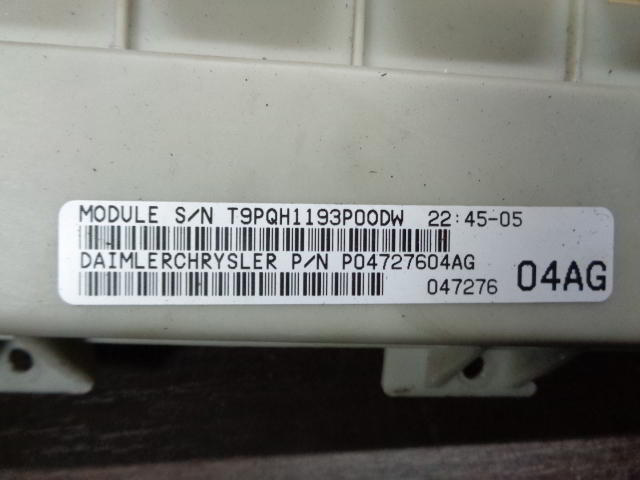 MODULE S/N T9PQH1193P00DW 22:45-05
DAIMLERCHRYSLER P/N P04727604AG
047276 04AG